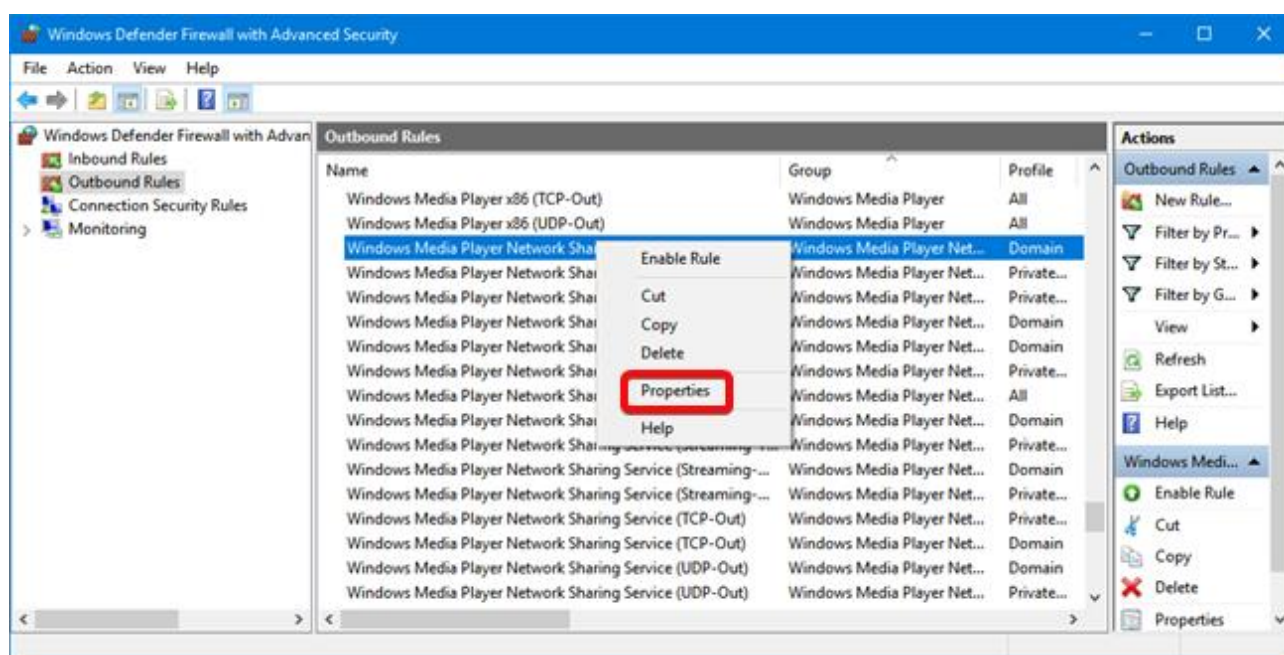 Windows Defender Firewall with Advanced Security
File Action View Help
Windows Defender Firewall with Advan
Inbound Rules
Outbound Rules
Connection Security Rules
Monitoring
Outbound Rules
Name Group Profile
Windows Media Player x86 (TCP-Out) Windows Media Player All
Windows Media Player x86 (UDP-Out) Windows Media Player All
Windows Media Player Network Sha Windows Media Player Net... Domain
Windows Media Player Network Shar Windows Media Player Net... Private...
Windows Media Player Network Shar Windows Media Player Net... Private...
Windows Media Player Network Shar Windows Media Player Net... Domain
Windows Media Player Network Shar Windows Media Player Net... Domain
Windows Media Player Network Shar Windows Media Player Net... Private...
Windows Media Player Network Shar Windows Media Player Net... All
Windows Media Player Network Shar Windows Media Player Net... Domain
Windows Media Player Network Windows Media Player Net... Private...
Windows Media Player Network Sharing Service (Streaming-... Windows Media Player Net... Domain
Windows Media Player Network Sharing Service (Streaming-... Windows Media Player Net... Private...
Windows Media Player Network Sharing Service (TCP-Out) Windows Media Player Net... Private...
Windows Media Player Network Sharing Service (TCP-Out) Windows Media Player Net... Domain
Windows Media Player Network Sharing Service (UDP-Out) Windows Media Player Net... Domain
Windows Media Player Network Sharing Service (UDP-Out) Windows Media Player Net... Private...
Enable Rule
Cut
Copy
Delete
Properties
Help
Actions
Outbound Rules
New Rule...
Filter by Pr...
Filter by St...
Filter by G...
View
Refresh
Export List...
Help
Windows Medi...
Enable Rule
Cut
Copy
Delete
Properties